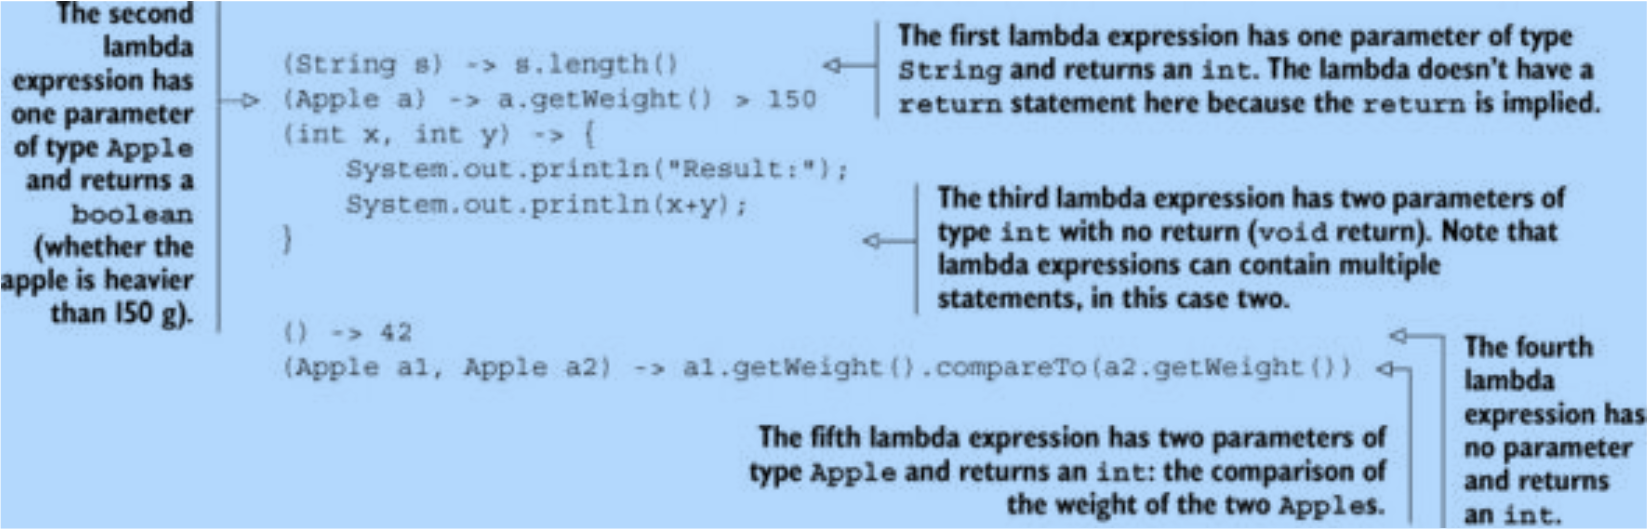 The second
lambda
expression has
one parameter
of type Apple
and returns a
boolean
(whether the
apple is heavier
than 150 g).
(String s) -> s.length()
(Apple a) -> a.getWeight() > 150
(int x, int y) -> {
    System.out.println("Result:");
    System.out.println(x+y);
}
() -> 42
(Apple a1, Apple a2) -> a1.getWeight().compareTo(a2.getWeight())
The first lambda expression has one parameter of type
String and returns an int. The lambda doesn't have a
return statement here because the return is implied.
The third lambda expression has two parameters of
type int with no return (void return). Note that
lambda expressions can contain multiple
statements, in this case two.
The fourth
lambda
expression has
no parameter
and returns
an int.
The fifth lambda expression has two parameters of
type Apple and returns an int: the comparison of
the weight of the two Apples.